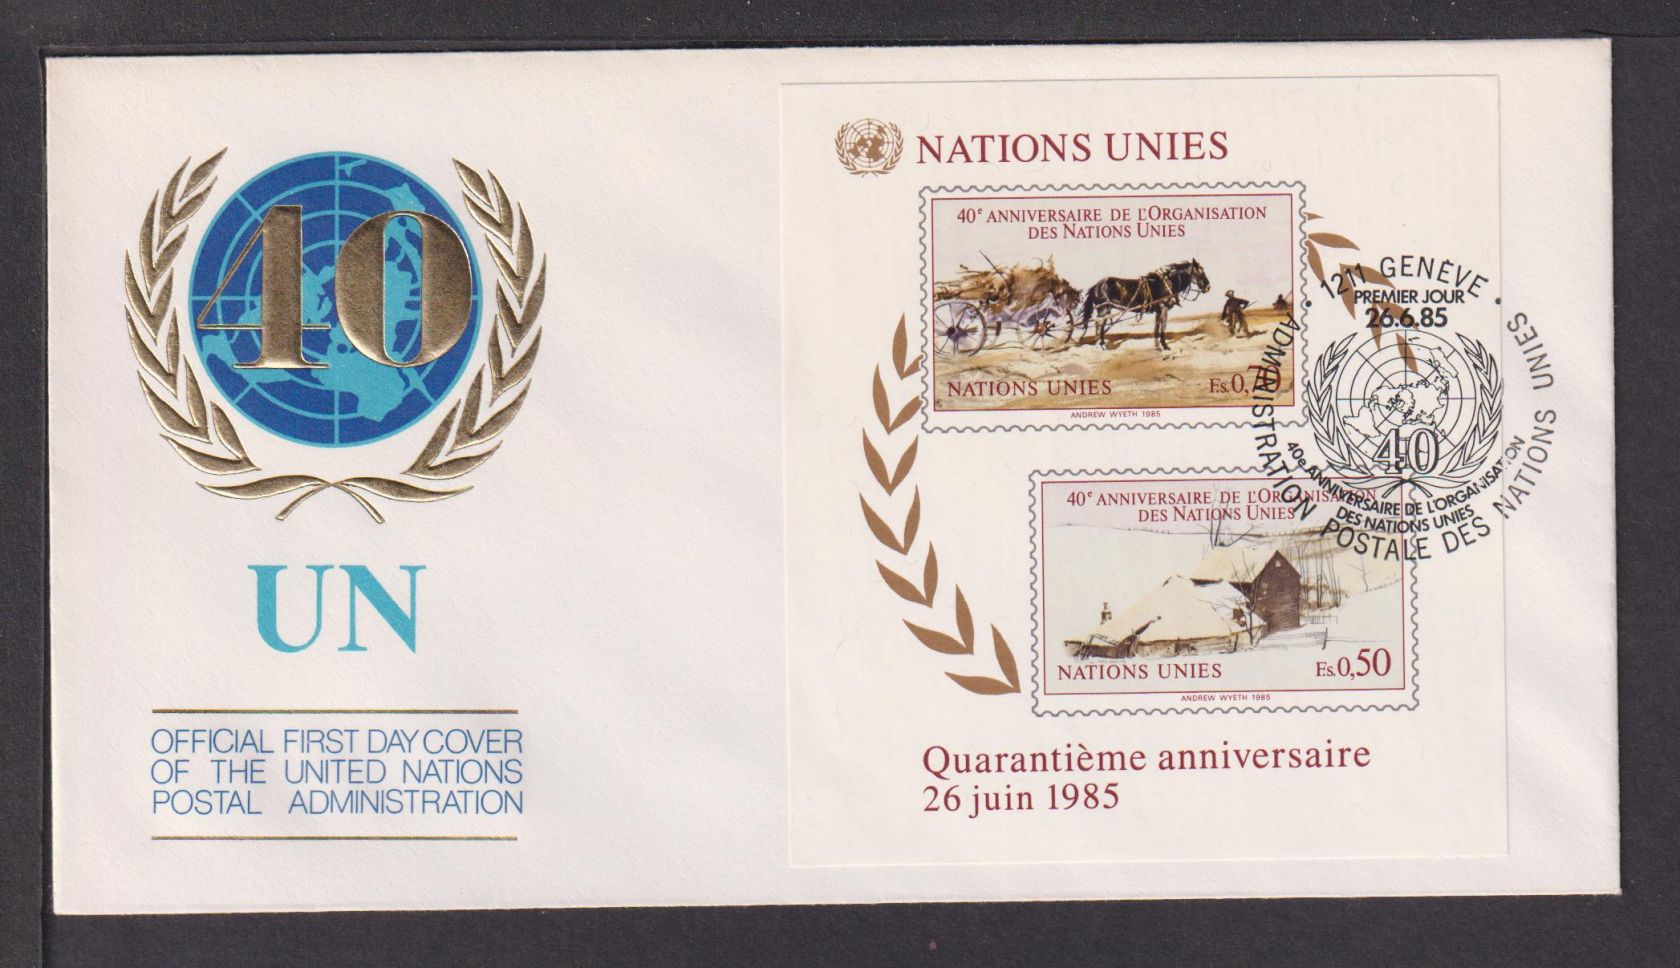 40
UN
OFFICIAL FIRST DAY COVER
OF THE UNITED NATIONS
POSTAL ADMINISTRATION
NATIONS UNIES
40e ANNIVERSAIRE DE L'ORGANISATION
DES NATIONS UNIES
NATIONS UNIES
F.s.0,70
ANDREW WYETH 1985
40e ANNIVERSAIRE DE L'ORGANISATION
DES NATIONS UNIES
NATIONS UNIES
F.s.0,50
ANDREW WYETH 1985
Quarantième anniversaire
26 juin 1985
· 1211 GENÈVE ·
PREMIER JOUR
26.6.85
40
40e ANNIVERSAIRE DE L'ORGANISATION
DES NATIONS UNIES
ADMINISTRATION POSTALE DES NATIONS UNIES